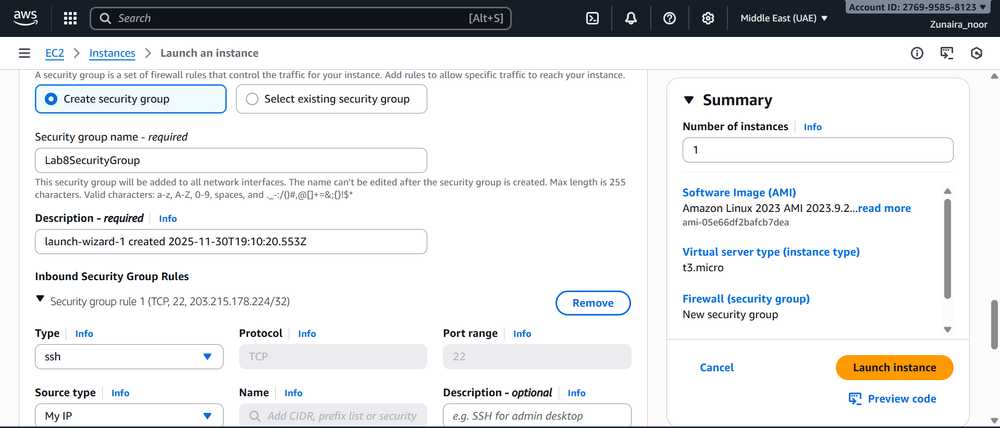 aws
Search
[Alt+S]
Middle East (UAE)
Account ID: 2769-9585-8123
Zunaira_noor
EC2
Instances
Launch an instance
A security group is a set of firewall rules that control the traffic for your instance. Add rules to allow specific traffic to reach your instance.
Create security group
Select existing security group
Security group name - required
Lab8SecurityGroup
This security group will be added to all network interfaces. The name can't be edited after the security group is created. Max length is 255
characters. Valid characters: a-z, A-Z, 0-9, spaces, and ._-:/()#,@[]+=&;{}!$*
Description - required Info
launch-wizard-1 created 2025-11-30T19:10:20.553Z
Inbound Security Group Rules
Security group rule 1 (TCP, 22, 203.215.178.224/32)
Remove
Type Info
Protocol Info
Port range Info
ssh
TCP
22
Source type Info
Name Info
Description - optional Info
My IP
Add CIDR, prefix list or security
e.g. SSH for admin desktop
Summary
Number of instances Info
1
Software Image (AMI)
Amazon Linux 2023 AMI 2023.9.2...read more
ami-05e66df2bafcb7dea
Virtual server type (instance type)
t3.micro
Firewall (security group)
New security group
Cancel
Launch instance
Preview code